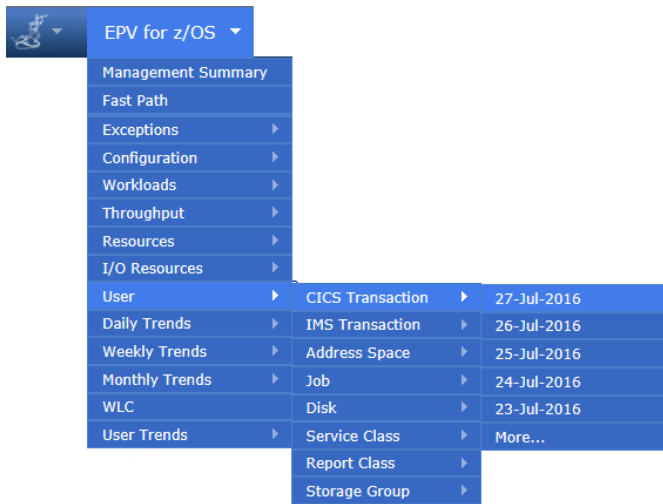 EPV for z/OS
Management Summary
Fast Path
Exceptions
Configuration
Workloads
Throughput
Resources
I/O Resources
User
Daily Trends
Weekly Trends
Monthly Trends
WLC
User Trends
CICS Transaction
IMS Transaction
Address Space
Job
Disk
Service Class
Report Class
Storage Group
27-Jul-2016
26-Jul-2016
25-Jul-2016
24-Jul-2016
23-Jul-2016
More...